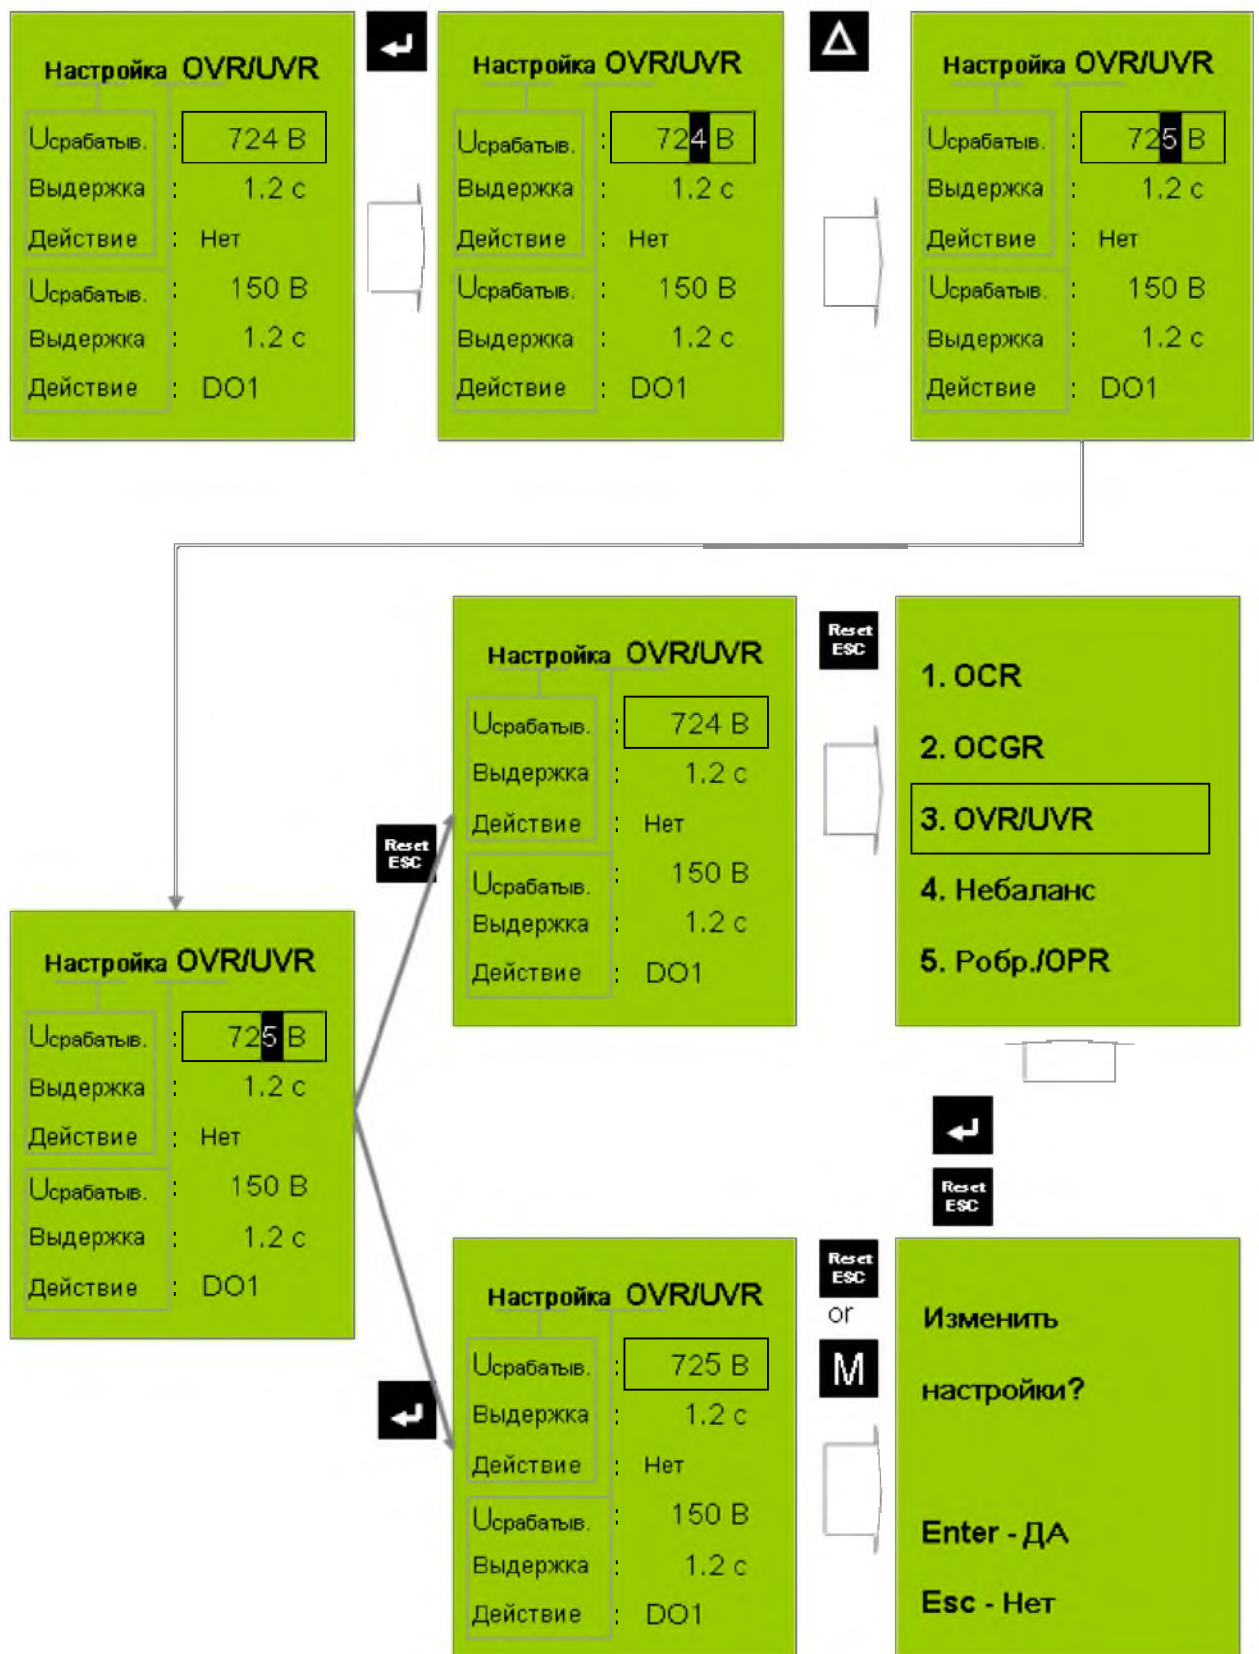 Настройка OVR/UVR
Uсрабатыв. : 724 В
Выдержка : 1.2 с
Действие : Нет
Uсрабатыв. : 150 В
Выдержка : 1.2 с
Действие : DO1
Настройка OVR/UVR
Uсрабатыв. : 724 В
Выдержка : 1.2 с
Действие : Нет
Uсрабатыв. : 150 В
Выдержка : 1.2 с
Действие : DO1
Настройка OVR/UVR
Uсрабатыв. : 725 В
Выдержка : 1.2 с
Действие : Нет
Uсрабатыв. : 150 В
Выдержка : 1.2 с
Действие : DO1
Настройка OVR/UVR
Uсрабатыв. : 725 В
Выдержка : 1.2 с
Действие : Нет
Uсрабатыв. : 150 В
Выдержка : 1.2 с
Действие : DO1
Reset
ESC
Настройка OVR/UVR
Uсрабатыв. : 724 В
Выдержка : 1.2 с
Действие : Нет
Uсрабатыв. : 150 В
Выдержка : 1.2 с
Действие : DO1
Reset
ESC
1. OCR
2. OCGR
3. OVR/UVR
4. Небаланс
5. Pобр./OPR
Reset
ESC
Настройка OVR/UVR
Uсрабатыв. : 725 В
Выдержка : 1.2 с
Действие : Нет
Uсрабатыв. : 150 В
Выдержка : 1.2 с
Действие : DO1
Reset
ESC
or
M
Изменить
настройки?
Enter - ДА
Esc - Нет